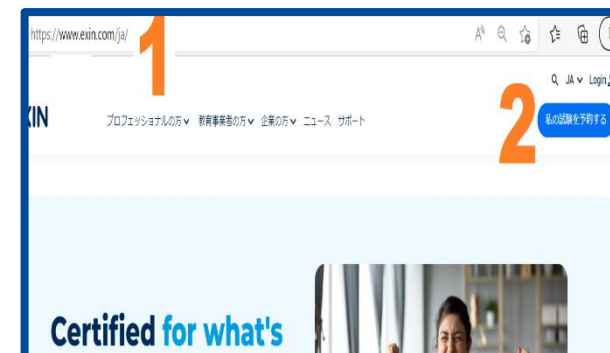 https://www.exin.com/ja/
1
JA Login
XIN
プロフェッショナルの方 教育事業者の方 企業の方 ニュース サポート
2
私の試験を予約する
Certified for what's